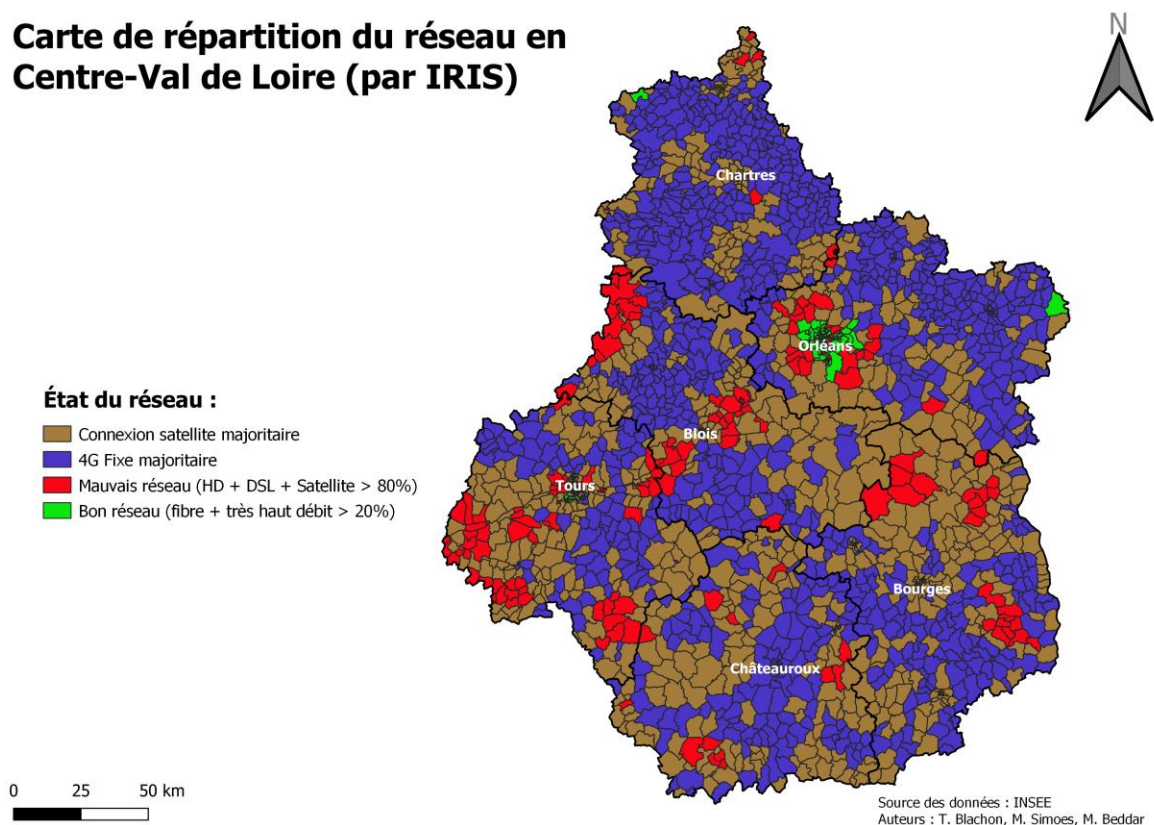 Carte de répartition du réseau en
Centre-Val de Loire (par IRIS)
N
Chartres
Orléans
État du réseau :
Connexion satellite majoritaire
4G Fixe majoritaire
Mauvais réseau (HD + DSL + Satellite > 80%)
Bon réseau (fibre + très haut débit > 20%)
Blois
Tours
Bourges
Châteauroux
0 25 50 km
Source des données : INSEE
Auteurs : T. Blachon, M. Simoes, M. Beddar